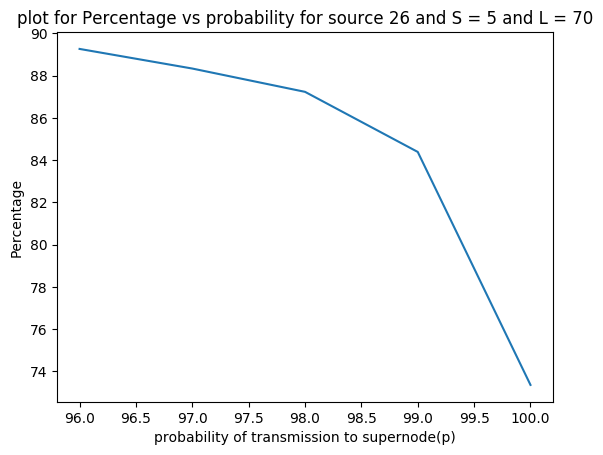 plot for Percentage vs probability for source 26 and S = 5 and L = 70
90
88
86
84
82
80
78
76
74
Percentage
96.0 96.5 97.0 97.5 98.0 98.5 99.0 99.5 100.0
probability of transmission to supernode(p)